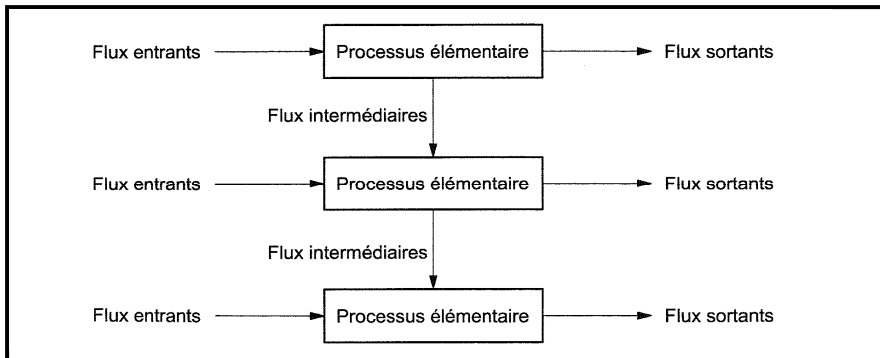 Flux entrants
Processus élémentaire
Flux sortants
Flux intermédiaires
Flux entrants
Processus élémentaire
Flux sortants
Flux intermédiaires
Flux entrants
Processus élémentaire
Flux sortants